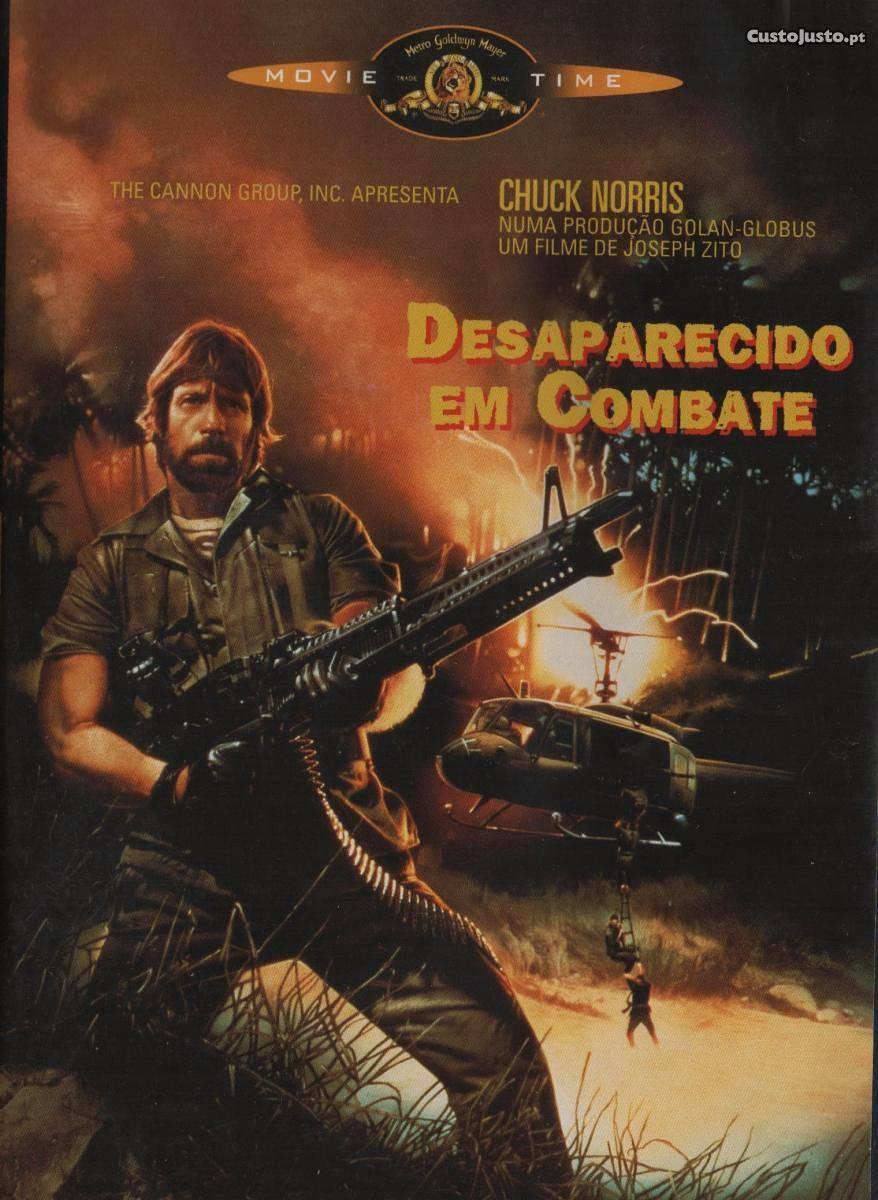 CustoJusto.pt
Metro Goldwyn Mayer
MOVIE TIME
TRADE MARK
THE CANNON GROUP, INC. APRESENTA
CHUCK NORRIS
NUMA PRODUÇÃO GOLAN-GLOBUS
UM FILME DE JOSEPH ZITO
DESAPARECIDO
EM COMBATE